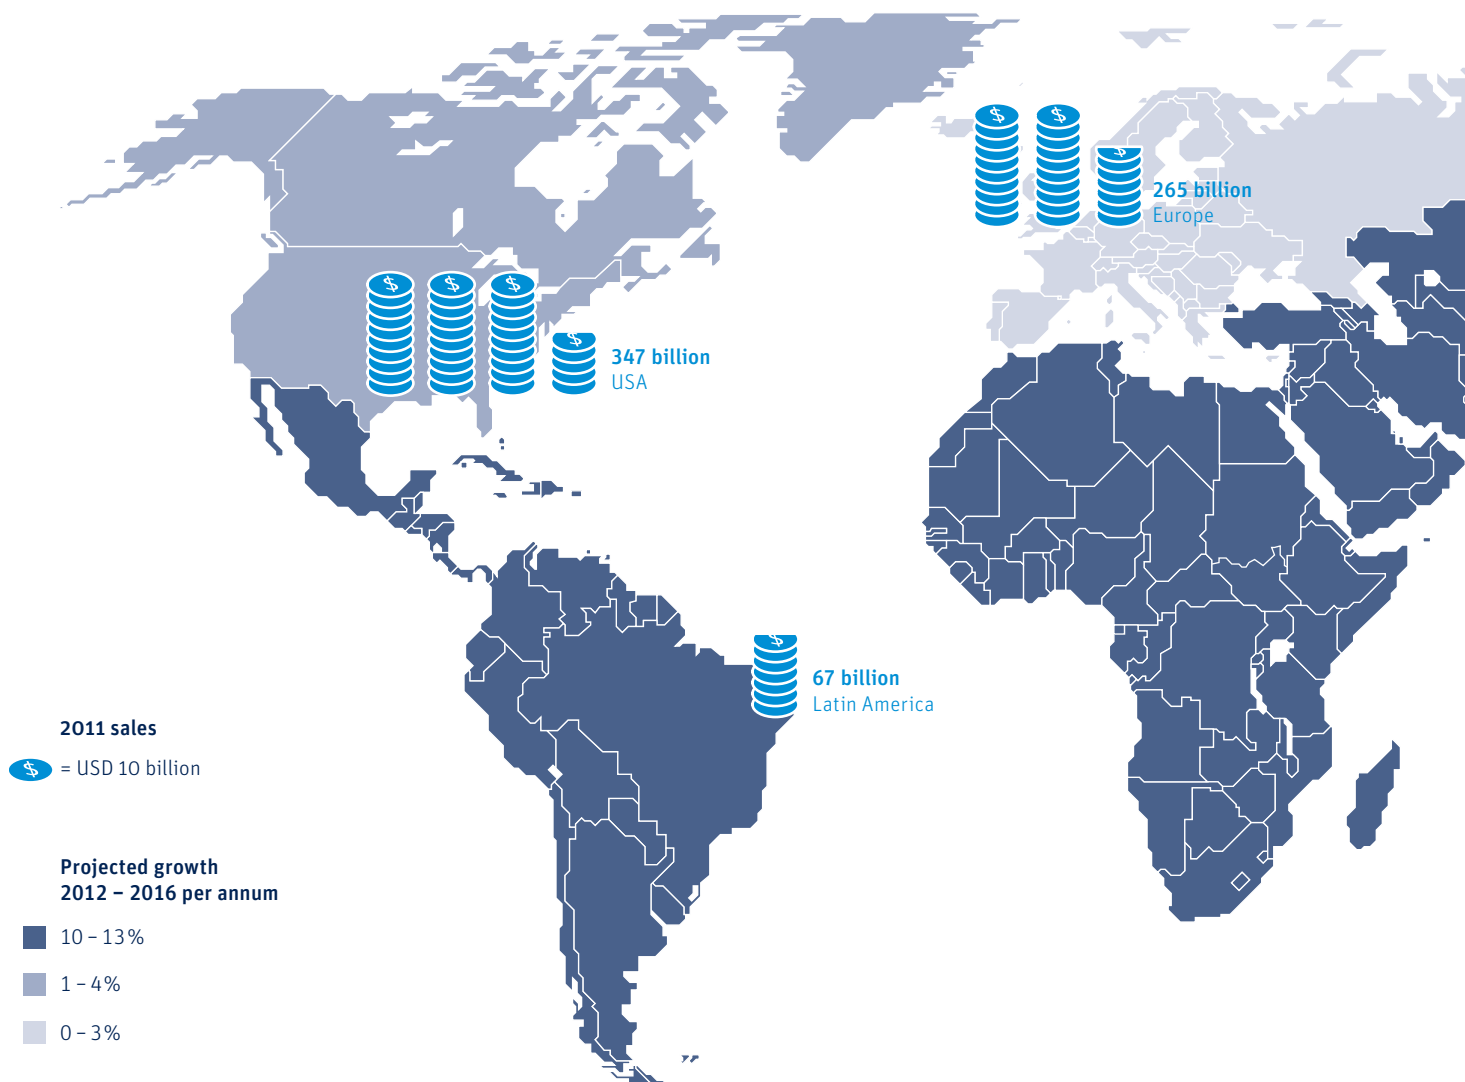 $
$
$
265 billion
Europe
$
$
$
$
347 billion
USA
$
67 billion
Latin America
2011 sales
$ = USD 10 billion
Projected growth
2012 – 2016 per annum
10 – 13%
1 – 4%
0 – 3%